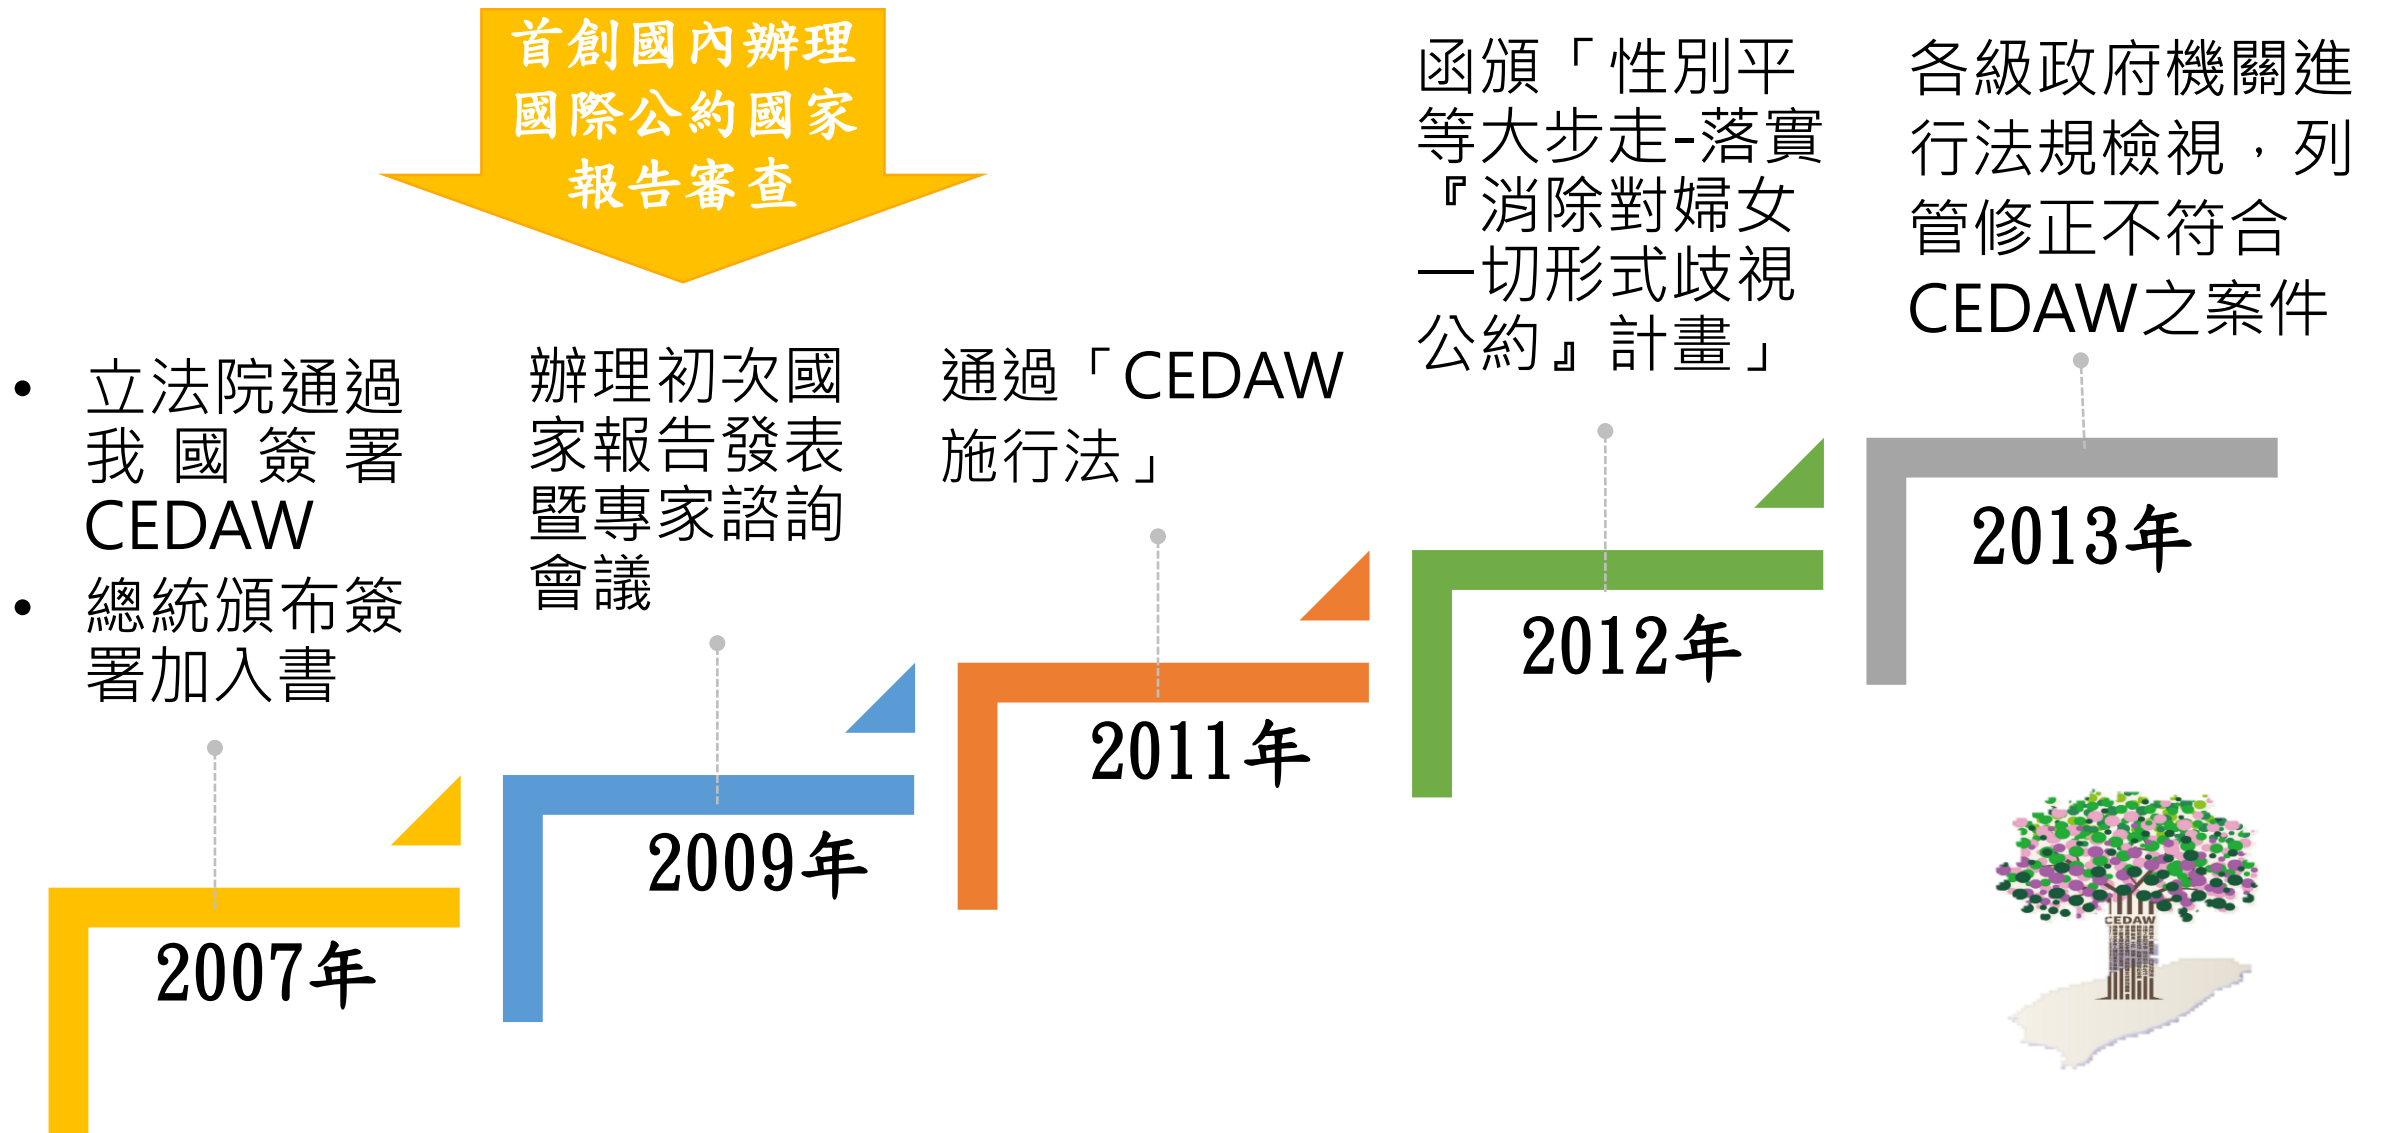 首創國內辦理
國際公約國家
報告審查
• 立法院通過
我國簽署
CEDAW
• 總統頒布簽
署加入書
2007年
辦理初次國
家報告發表
暨專家諮詢
會議
2009年
通過「CEDAW
施行法」
2011年
函頒「性別平
等大步走-落實
『消除對婦女
一切形式歧視
公約』計畫」
2012年
各級政府機關進
行法規檢視，列
管修正不符合
CEDAW之案件
2013年
CEDAW